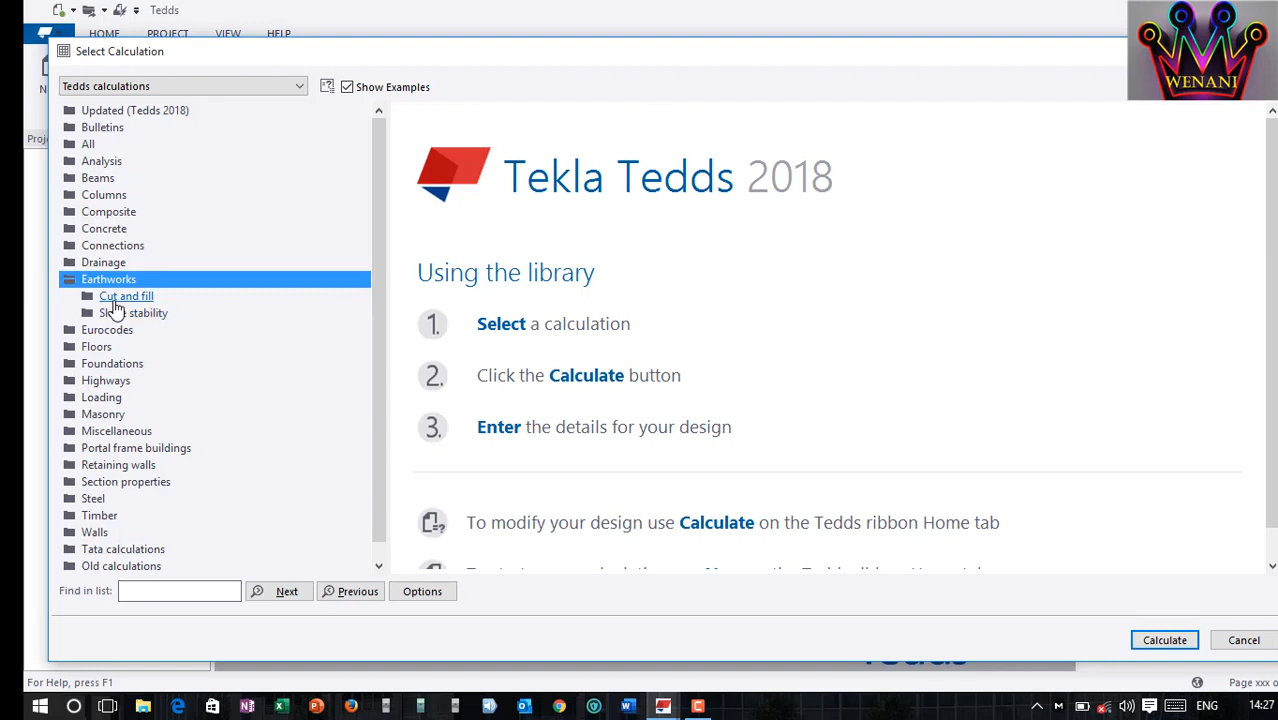 Tedds
HOME PROJECT VIEW HELP
WENANI
Select Calculation
Tedds calculations
Show Examples
Updated (Tedds 2018)
Bulletins
All
Analysis
Beams
Columns
Composite
Concrete
Connections
Drainage
Earthworks
Cut and fill
stability
Eurocodes
Floors
Foundations
Highways
Loading
Masonry
Miscellaneous
Portal frame buildings
Retaining walls
Section properties
Steel
Timber
Walls
Tata calculations
Old calculations
Tekla Tedds 2018
Using the library
1. Select a calculation
2. Click the Calculate button
3. Enter the details for your design
To modify your design use Calculate on the Tedds ribbon Home tab
Find in list: Next Previous Options
Calculate Cancel
For Help, press F1
Page xxx
ENG 14:27